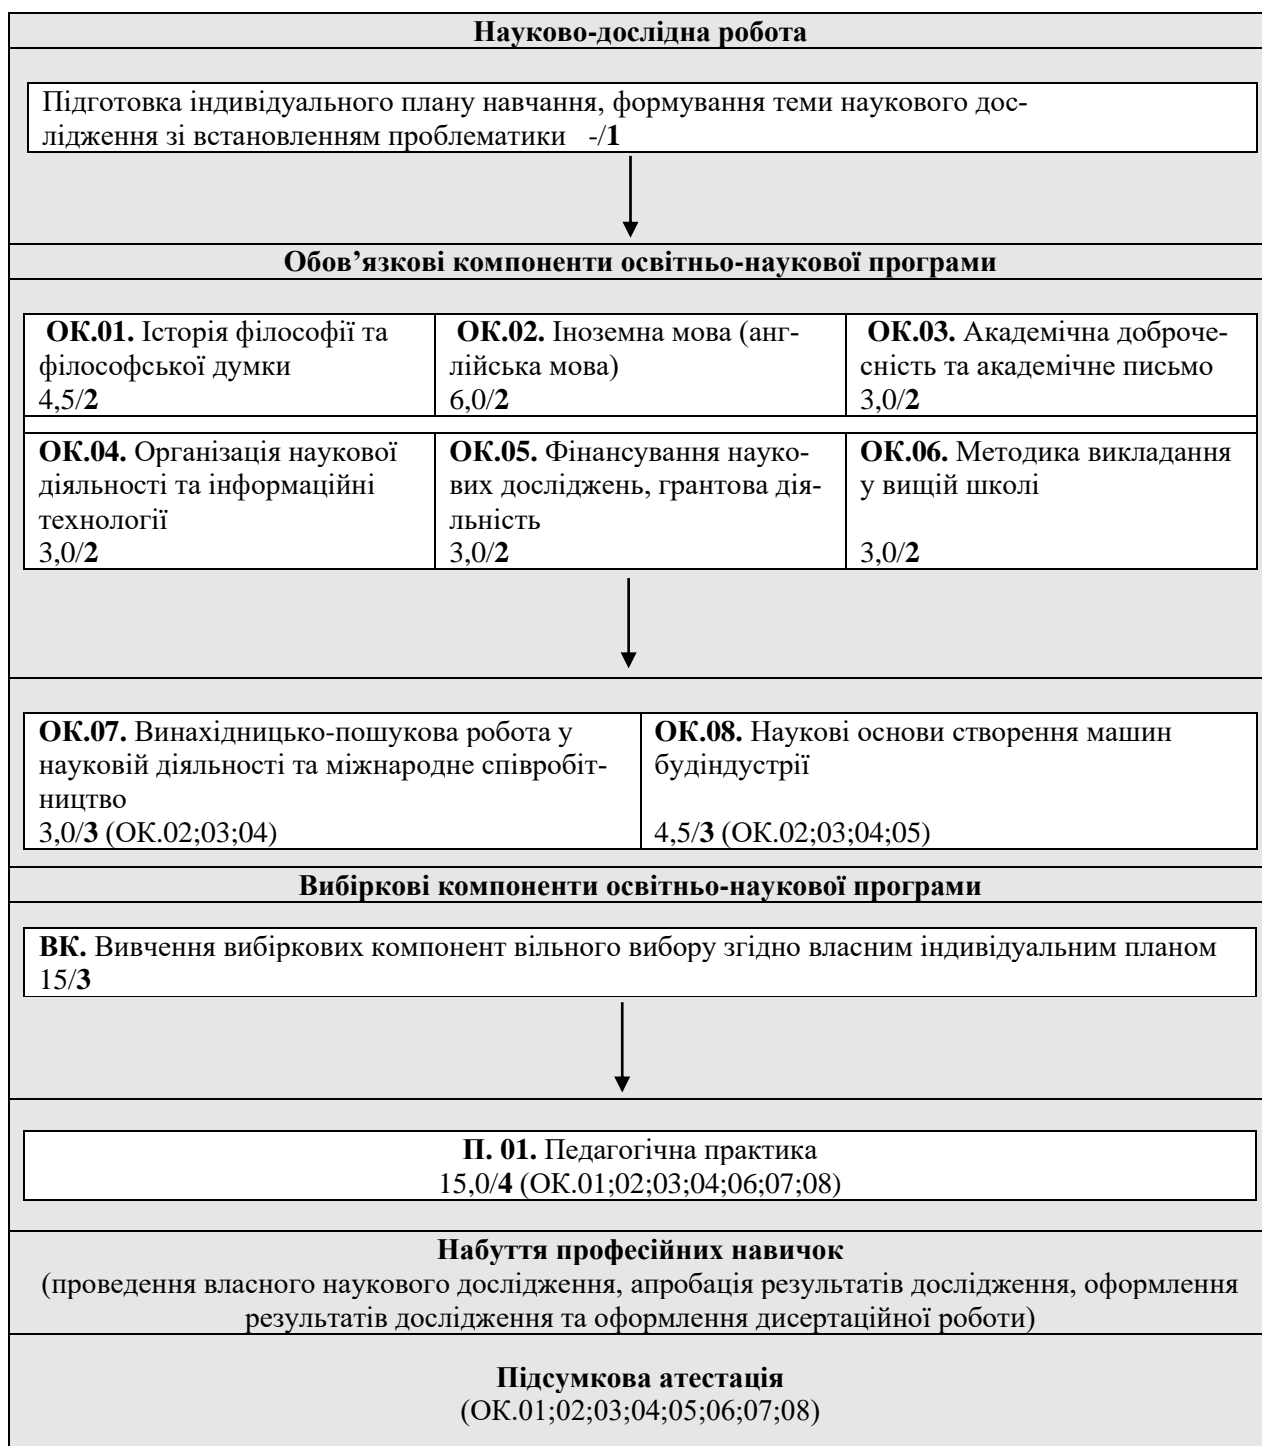 Науково-дослідна робота
Підготовка індивідуального плану навчання, формування теми наукового дос-
лідження зі встановленням проблематики -/1
Обов’язкові компоненти освітньо-наукової програми
ОК.01. Історія філософії та
філософської думки
4,5/2
ОК.02. Іноземна мова (анг-
лійська мова)
6,0/2
ОК.03. Академічна доброче-
сність та академічне письмо
3,0/2
ОК.04. Організація наукової
діяльності та інформаційні
технології
3,0/2
ОК.05. Фінансування науко-
вих досліджень, грантова дія-
льність
3,0/2
ОК.06. Методика викладання
у вищій школі
3,0/2
ОК.07. Винахідницько-пошукова робота у
науковій діяльності та міжнародне співробіт-
ництво
3,0/3 (ОК.02;03;04)
ОК.08. Наукові основи створення машин
будіндустрії
4,5/3 (ОК.02;03;04;05)
Вибіркові компоненти освітньо-наукової програми
ВК. Вивчення вибіркових компонент вільного вибору згідно власним індивідуальним планом
15/3
П. 01. Педагогічна практика
15,0/4 (ОК.01;02;03;04;06;07;08)
Набуття професійних навичок
(проведення власного наукового дослідження, апробація результатів дослідження, оформлення
результатів дослідження та оформлення дисертаційної роботи)
Підсумкова атестація
(ОК.01;02;03;04;05;06;07;08)